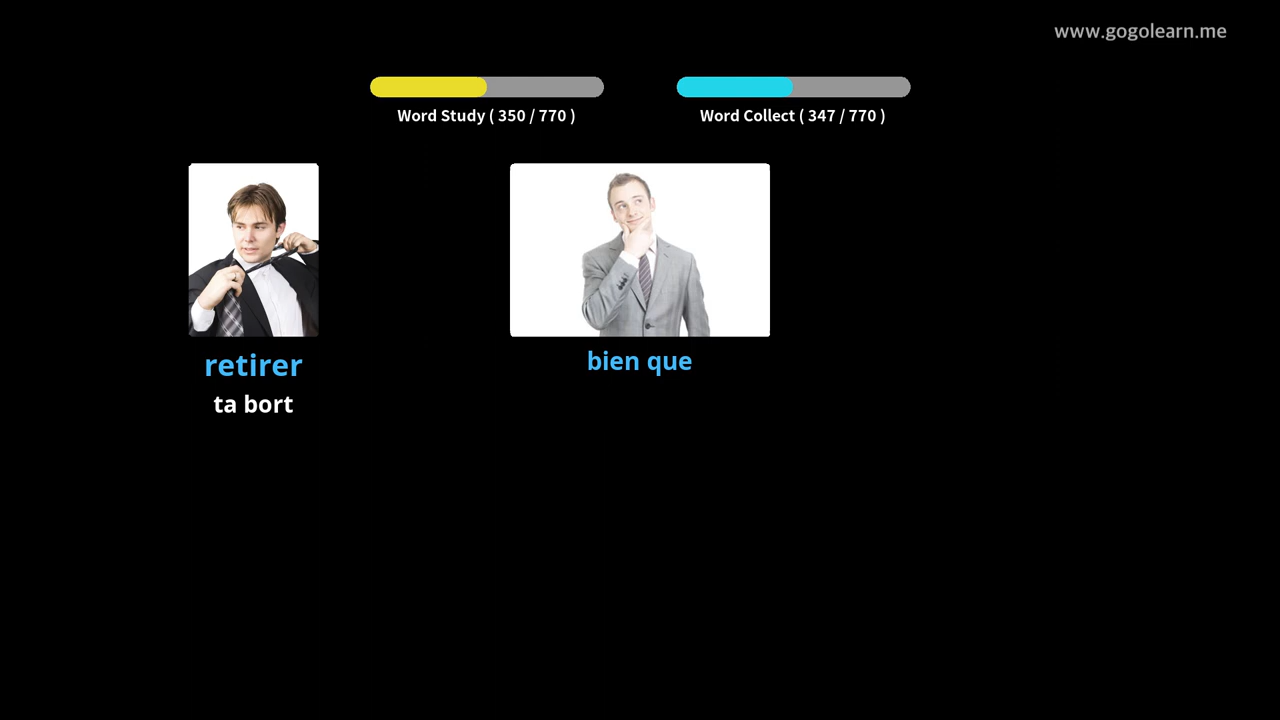 www.gogolearn.me
Word Study ( 350 / 770 )
Word Collect ( 347 / 770 )
retirer
ta bort
bien que